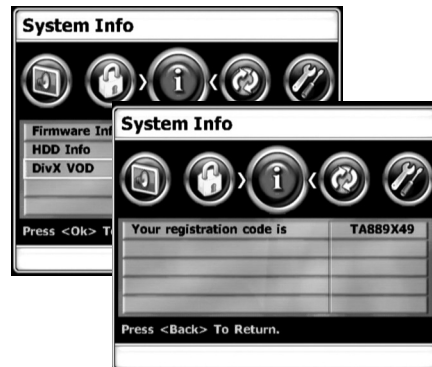 System Info
Firmware Inf
HDD Info
DivX VOD
Press <Ok> T
System Info
Your registration code is TA889X49
Press <Back> To Return.